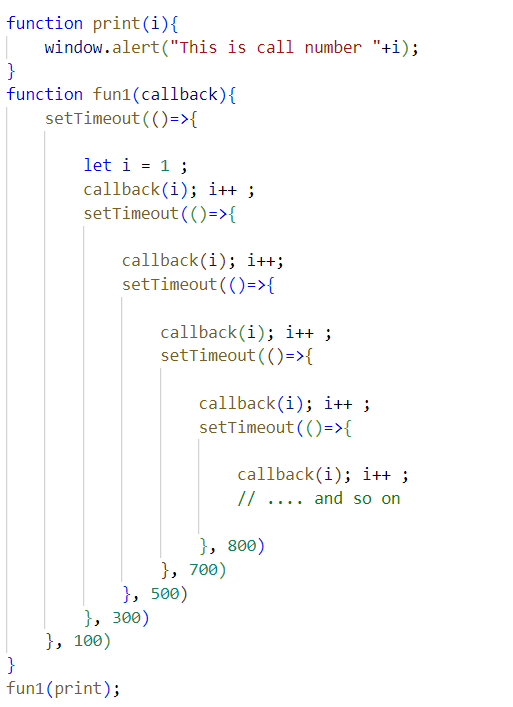 function print(i){
window.alert("This is call number "+i);
}
function fun1(callback){
setTimeout(()=>{
let i = 1 ;
callback(i); i++ ;
setTimeout(()=>{
callback(i); i++;
setTimeout(()=>{
callback(i); i++ ;
setTimeout(()=>{
callback(i); i++ ;
setTimeout(()=>{
callback(i); i++ ;
// .... and so on
}, 800)
}, 700)
}, 500)
}, 300)
}, 100)
}
fun1(print);